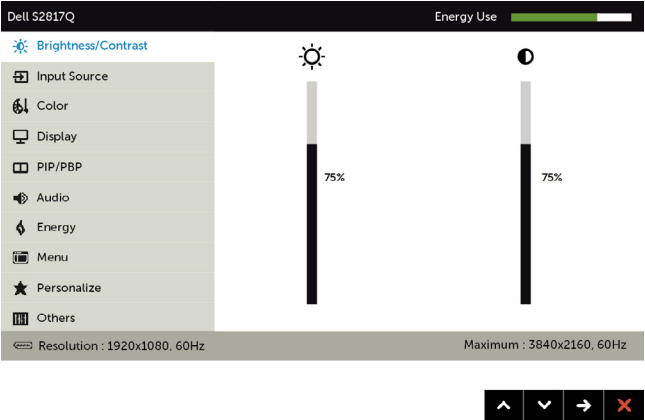 Dell S2817Q Energy Use
Brightness/Contrast
Input Source
Color
Display
PIP/PBP
75% 75%
Audio
Energy
Menu
Personalize
Others
Resolution : 1920x1080, 60Hz Maximum : 3840x2160, 60Hz